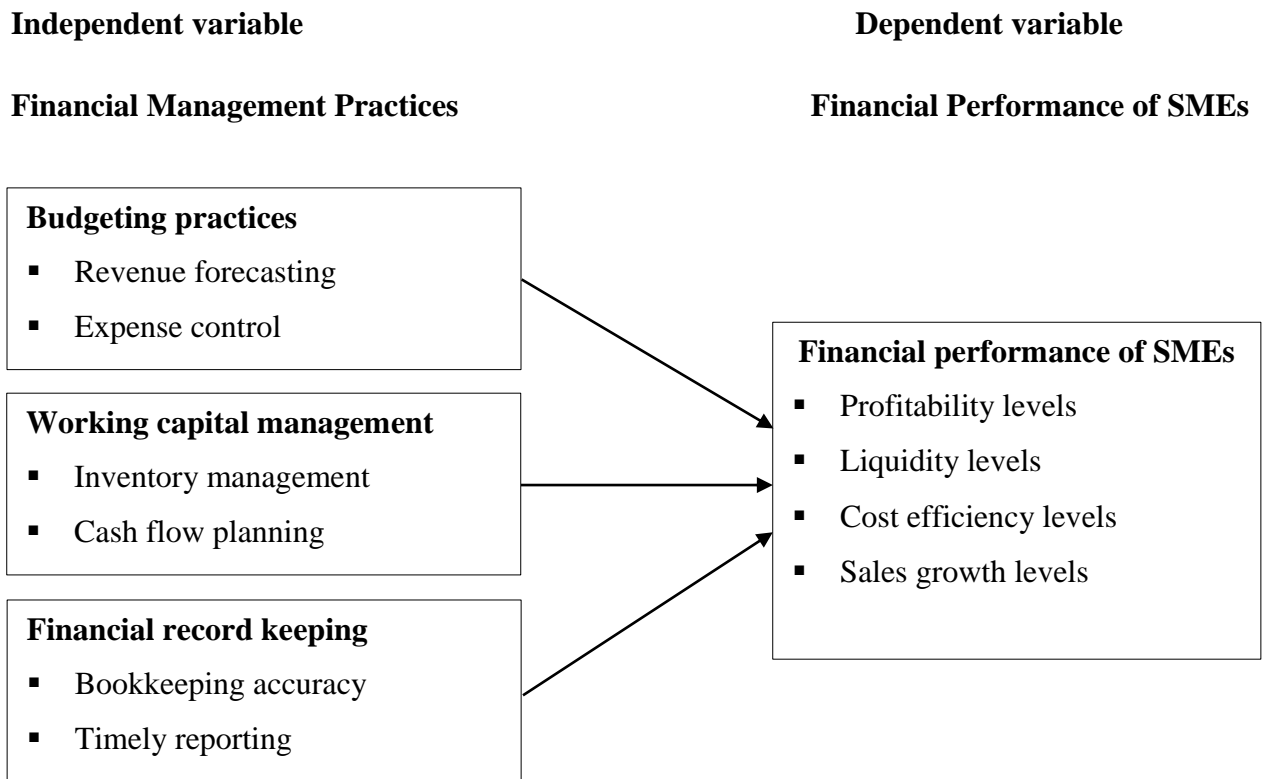 Independent variable
Dependent variable
Financial Management Practices
Financial Performance of SMEs
Budgeting practices
▪ Revenue forecasting
▪ Expense control
Working capital management
▪ Inventory management
▪ Cash flow planning
Financial record keeping
▪ Bookkeeping accuracy
▪ Timely reporting
Financial performance of SMEs
▪ Profitability levels
▪ Liquidity levels
▪ Cost efficiency levels
▪ Sales growth levels